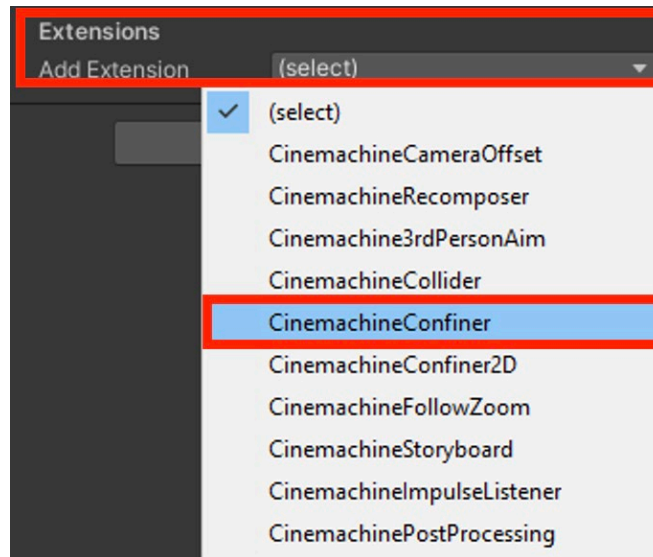 Extensions
Add Extension (select)
(select)
CinemachineCameraOffset
CinemachineRecomposer
Cinemachine3rdPersonAim
CinemachineCollider
CinemachineConfiner
CinemachineConfiner2D
CinemachineFollowZoom
CinemachineStoryboard
CinemachineImpulseListener
CinemachinePostProcessing